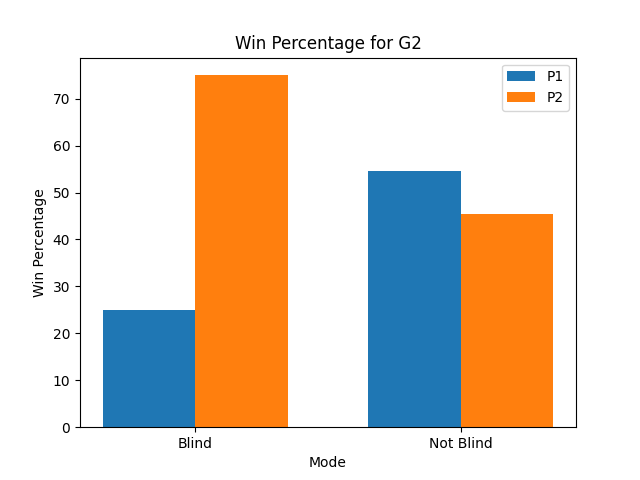 Win Percentage for G2
P1
P2
Win Percentage
70
60
50
40
30
20
10
0
Blind
Not Blind
Mode